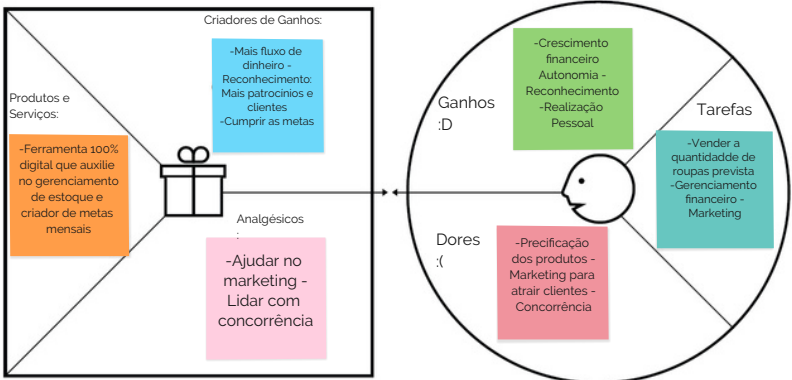 Criadores de Ganhos:
-Mais fluxo de
dinheiro -
Reconhecimento:
Mais patrocínios e
clientes
-Cumprir as metas
Produtos e
Serviços:
-Ferramenta 100%
digital que auxilie
no gerenciamento
de estoque e
criador de metas
mensais
Analgésicos
:
-Ajudar no
marketing -
Lidar com
concorrência
Ganhos
:D
-Crescimento
financeiro
Autonomia -
Reconhecimento
-Realização
Pessoal
Tarefas
-Vender a
quantidadde de
roupas prevista
-Gerenciamento
financeiro -
Marketing
Dores
:(
-Precificação
dos produtos -
Marketing para
atrair clientes -
Concorrência